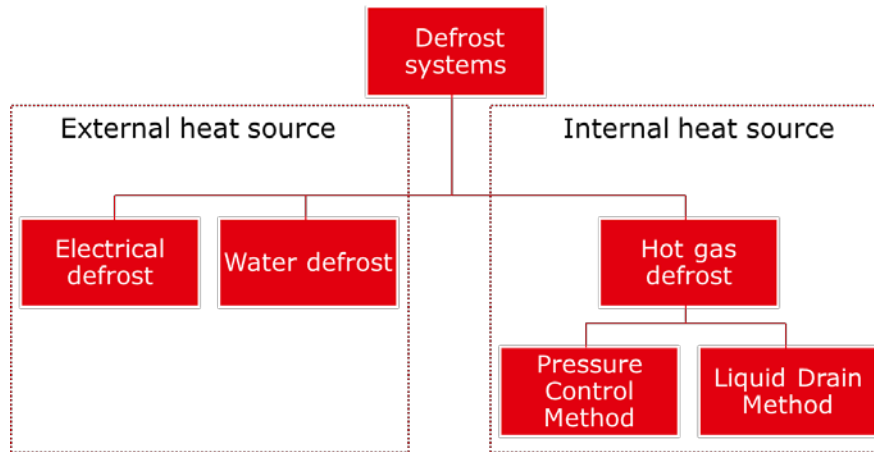 Defrost
systems
External heat source
Internal heat source
Electrical
defrost
Water defrost
Hot gas
defrost
Pressure
Control
Method
Liquid Drain
Method